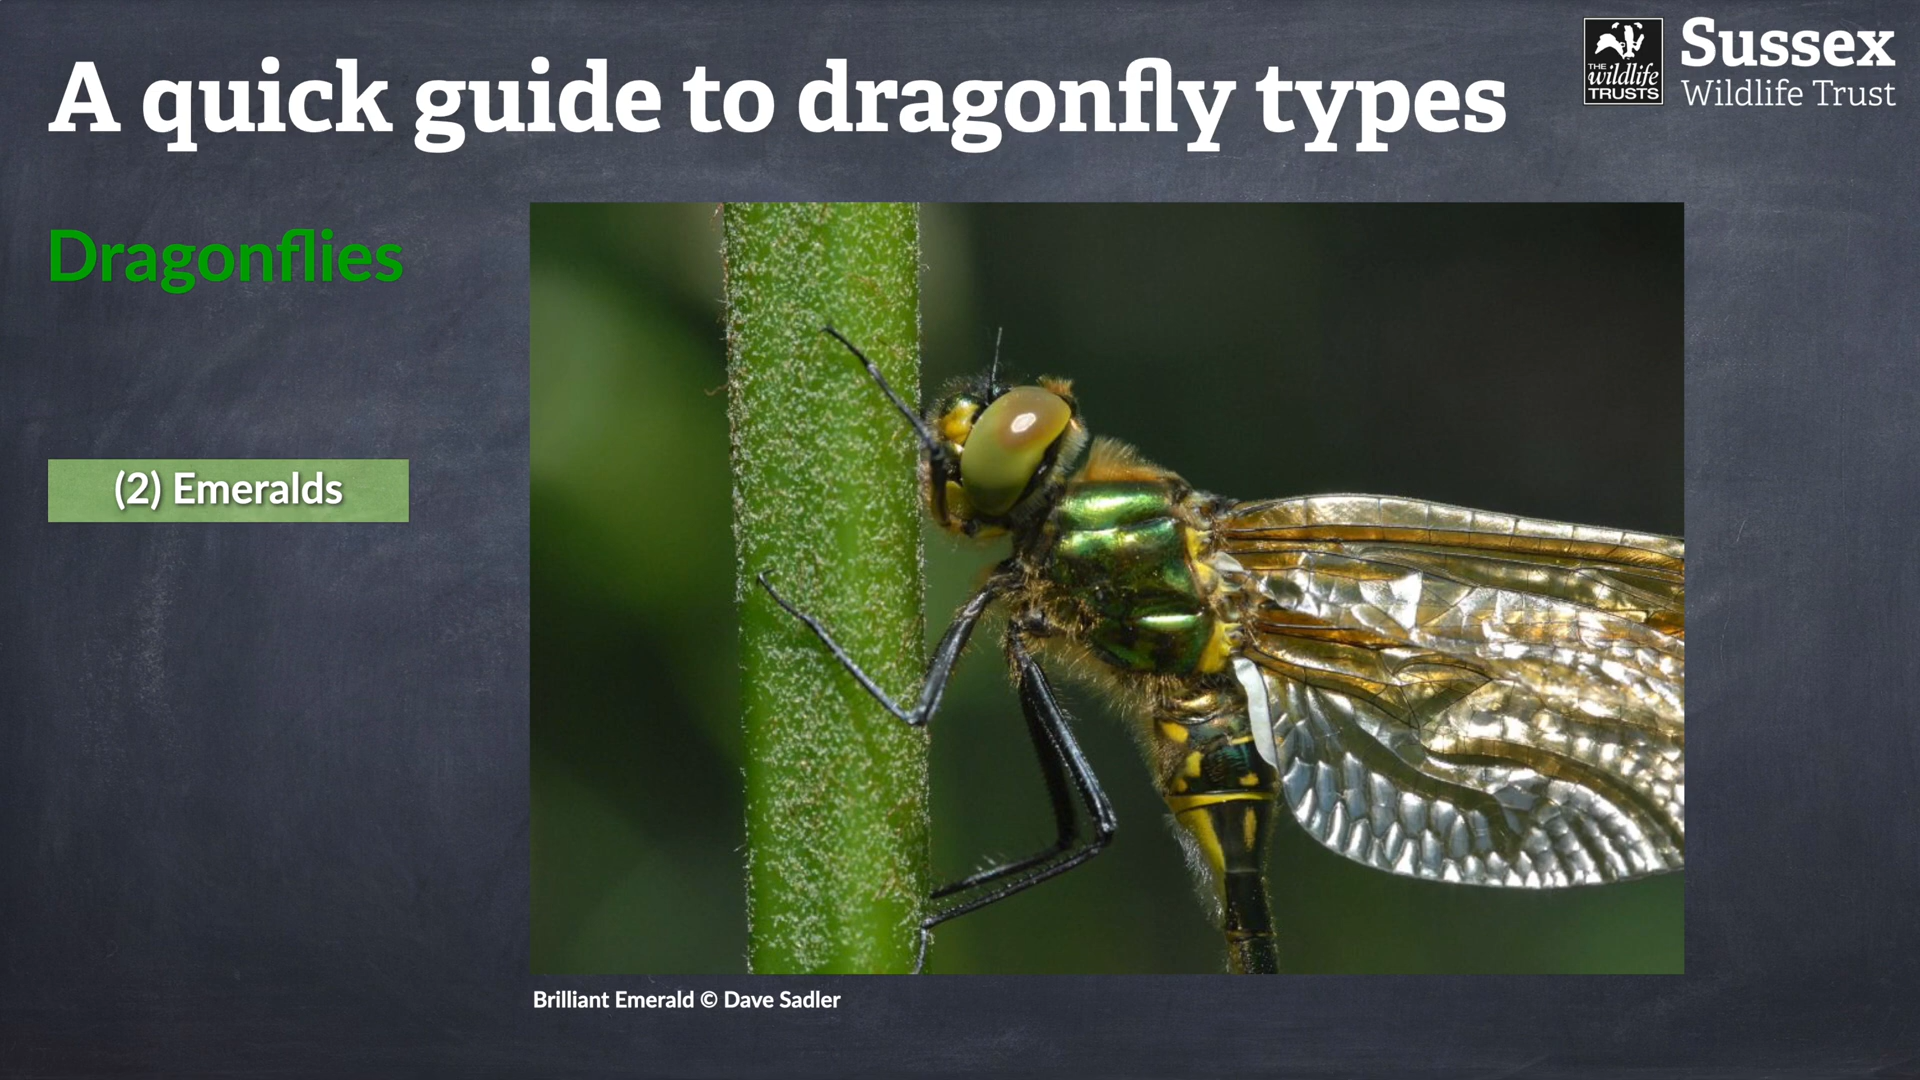 A quick guide to dragonfly types
THE
wildlife
TRUSTS
Sussex
Wildlife Trust
Dragonflies
(2) Emeralds
Brilliant Emerald © Dave Sadler